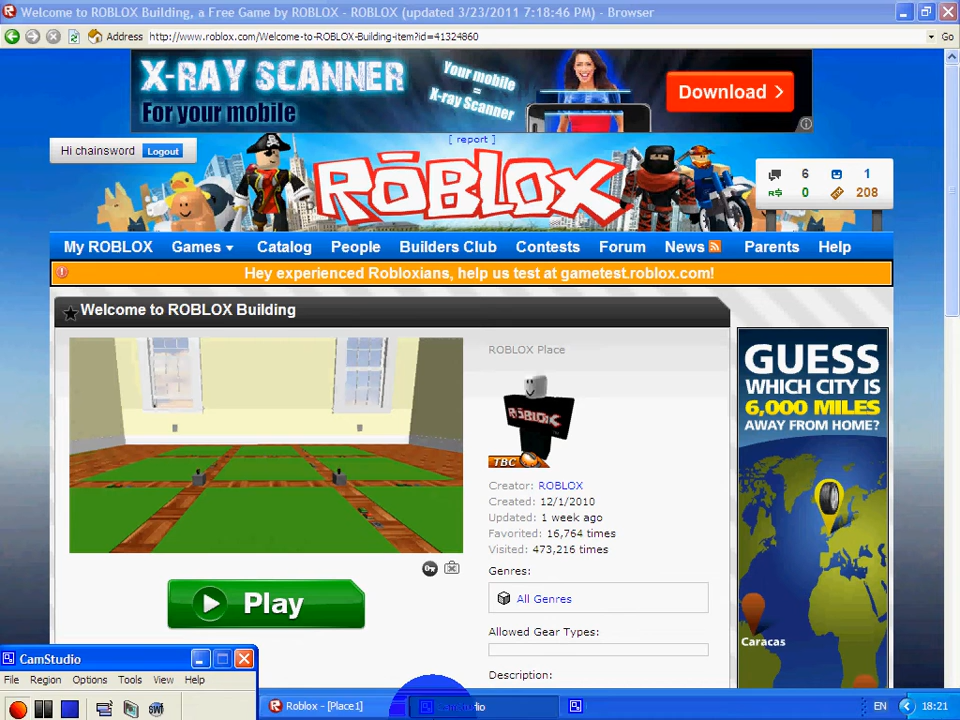 Welcome to ROBLOX Building, a Free Game by ROBLOX - ROBLOX (updated 3/23/2011 7:18:46 PM) - Browser
Address http://www.roblox.com/Welcome-to-ROBLOX-Building-item?id=41324860 Go
X-RAY SCANNER
For your mobile
Your mobile
=
X-ray Scanner
Download
[ report ]
Hi chainsword Logout
ROBLOX
6 1
R$ 0 208
My ROBLOX Games Catalog People Builders Club Contests Forum News Parents Help
Hey experienced Robloxians, help us test at gametest.roblox.com!
Welcome to ROBLOX Building
ROBLOX Place
ROBLOX
TBC
Creator: ROBLOX
Created: 12/1/2010
Updated: 1 week ago
Favorited: 16,764 times
Visited: 473,216 times
Genres:
All Genres
Allowed Gear Types:
Description:
Play
GUESS
WHICH CITY IS
6,000 MILES
AWAY FROM HOME?
Caracas
CamStudio
File Region Options Tools View Help
SWF
Roblox - [Place1]
CamStudio
EN
18:21